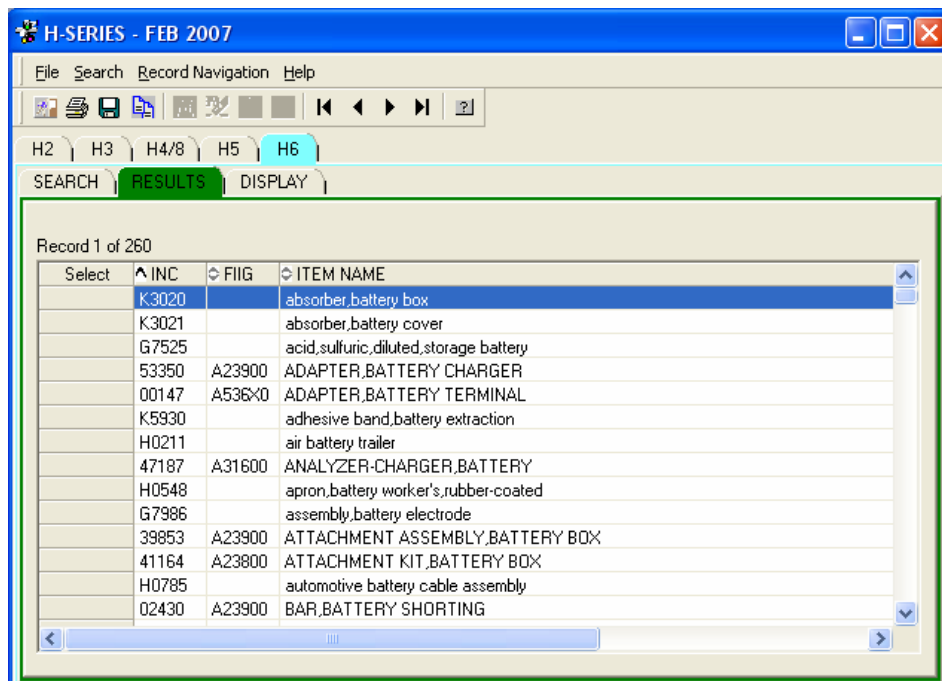 H-SERIES - FEB 2007
File Search Record Navigation Help
H2 H3 H4/8 H5 H6
SEARCH RESULTS DISPLAY
Record 1 of 260
Select INC FIIG ITEM NAME
K3020 absorber,battery box
K3021 absorber,battery cover
G7525 acid,sulfuric,diluted,storage battery
53350 A23900 ADAPTER,BATTERY CHARGER
00147 A536X0 ADAPTER,BATTERY TERMINAL
K5930 adhesive band,battery extraction
H0211 air battery trailer
47187 A31600 ANALYZER-CHARGER,BATTERY
H0548 apron,battery worker's,rubber-coated
G7986 assembly,battery electrode
39853 A23900 ATTACHMENT ASSEMBLY,BATTERY BOX
41164 A23800 ATTACHMENT KIT,BATTERY BOX
H0785 automotive battery cable assembly
02430 A23900 BAR,BATTERY SHORTING